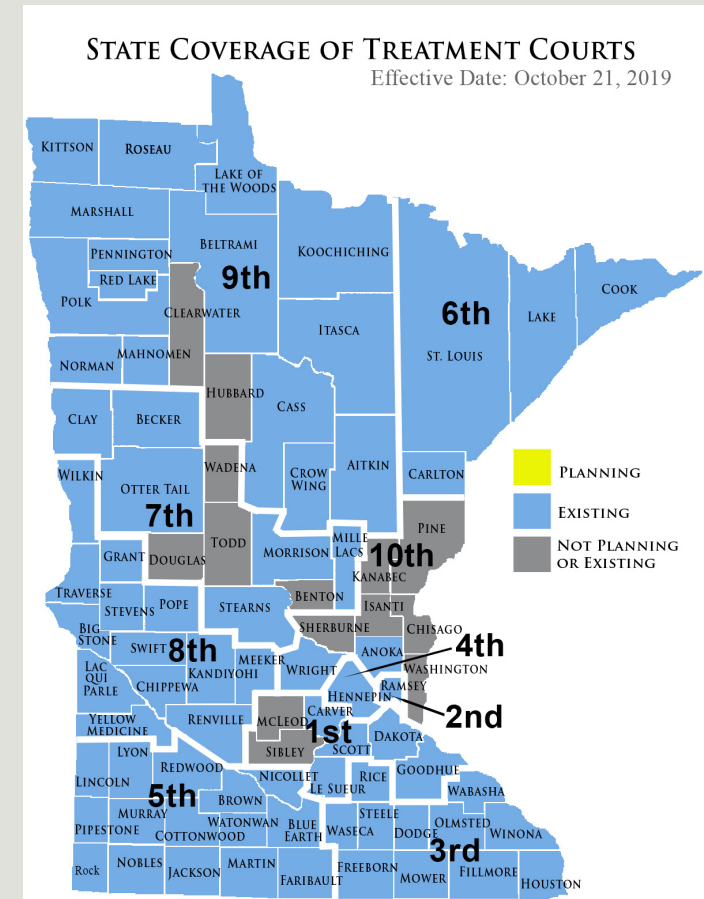 STATE COVERAGE OF TREATMENT COURTS
Effective Date: October 21, 2019
KITTSON
ROSEAU
LAKE OF
THE WOODS
MARSHALL
BELTRAMI
KOOCHICHING
PENNINGTON
RED LAKE
9th
COOK
POLK
CLEARWATER
6th
LAKE
ITASCA
MAHNOMEN
NORMAN
ST. LOUIS
HUBBARD
CASS
CLAY
BECKER
WADENA
AITKIN
WILKIN
CROW
WING
CARLTON
PLANNING
OTTER TAIL
7th
EXISTING
PINE
MILLE
LACS
TODD
MORRISON
10th
NOT PLANNING
OR EXISTING
GRANT
DOUGLAS
KANABEC
TRAVERSE
BENTON
POPE
STEVENS
STEARNS
ISANTI
BIG
STONE
SHERBURNE
CHISAGO
SWIFT
8th
ANOKA
4th
MEEKER
WRIGHT
WASHINGTON
LAC
QUI
PARLE
KANDIYOHI
CHIPPEWA
RAMSEY
HENNEPIN
YELLOW
MEDICINE
RENVILLE
MCLEOD
CARVER
2nd
1st
DAKOTA
LYON
SIBLEY
SCOTT
REDWOOD
NICOLLET
GOODHUE
LINCOLN
LE SUEUR
RICE
WABASHA
5th
BROWN
MURRAY
PIPESTONE
COTTONWOOD
WATONWAN
BLUE
EARTH
WASECA
STEELE
DODGE
OLMSTED
WINONA
3rd
Rock
NOBLES
JACKSON
MARTIN
FARIBAULT
FREEBORN
MOWER
FILLMORE
HOUSTON